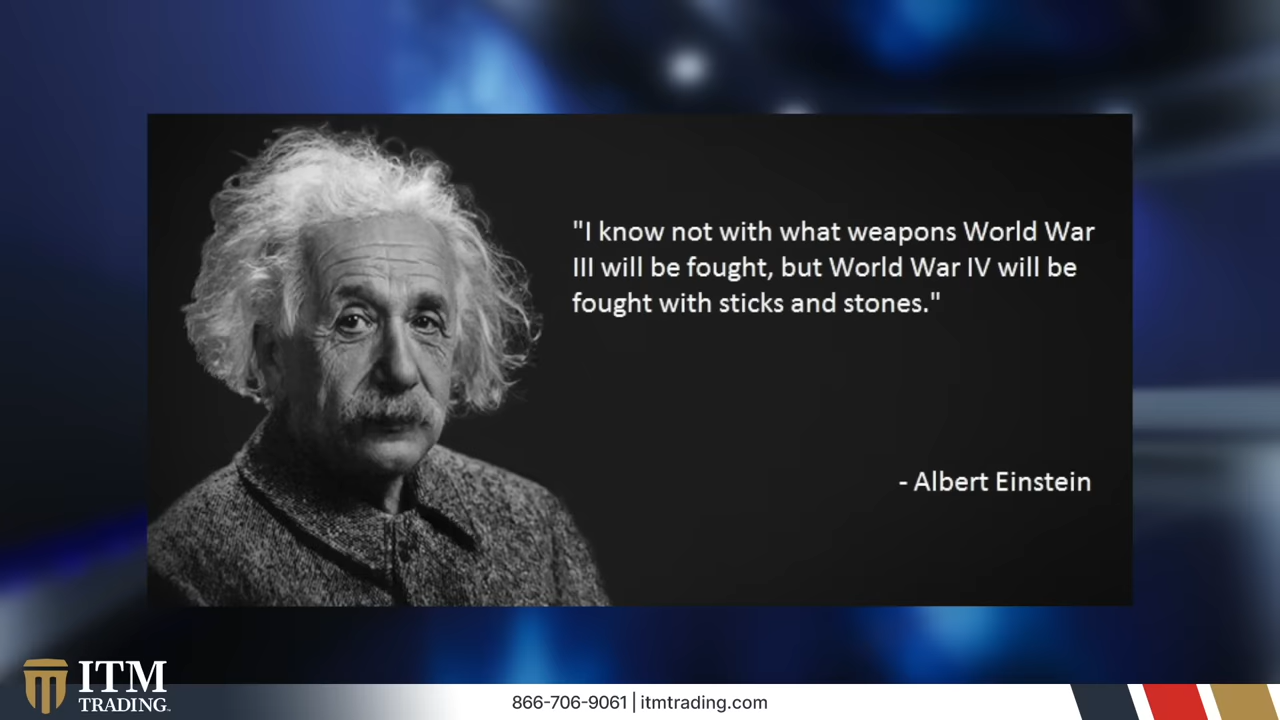 "I know not with what weapons World War
III will be fought, but World War IV will be
fought with sticks and stones."
- Albert Einstein
ITM
TRADING
866-706-9061 | itmtrading.com